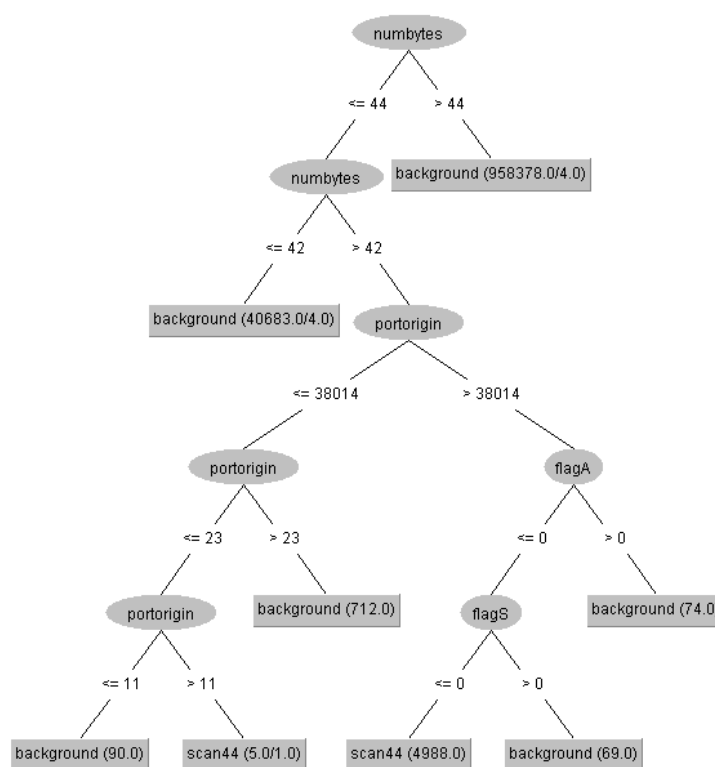 numbytes
<= 44 > 44
numbytes background (958378.0/4.0)
<= 42 > 42
background (40683.0/4.0) portorigin
<= 38014 > 38014
portorigin flagA
<= 23 > 23 <= 0 > 0
portorigin background (712.0) flagS background (74.0
<= 11 > 11 <= 0 > 0
background (90.0) scan44 (5.0/1.0) scan44 (4988.0) background (69.0)